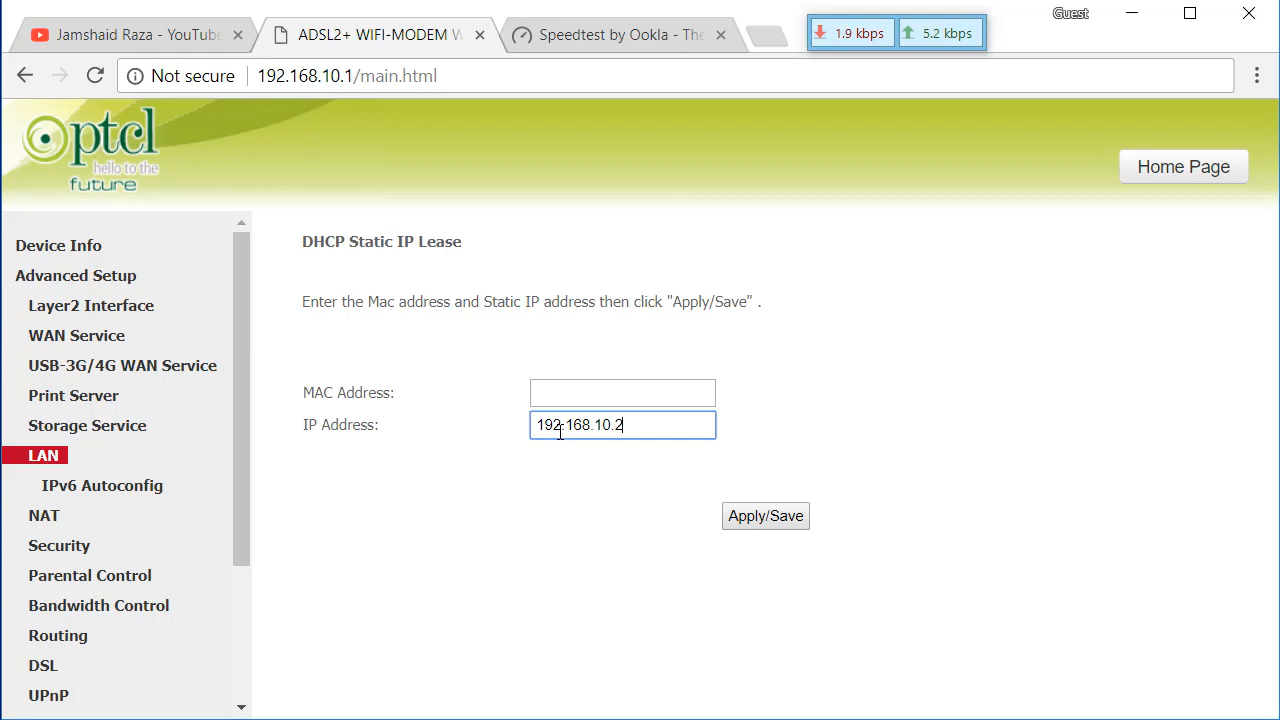 Guest
Jamshaid Raza - YouTub
ADSL2+ WIFI-MODEM W
Speedtest by Ookla - The
1.9 kbps
5.2 kbps
Not secure
192.168.10.1/main.html
ptcl
hello to the
future
Home Page
Device Info
Advanced Setup
Layer2 Interface
WAN Service
USB-3G/4G WAN Service
Print Server
Storage Service
LAN
IPv6 Autoconfig
NAT
Security
Parental Control
Bandwidth Control
Routing
DSL
UPnP
DHCP Static IP Lease
Enter the Mac address and Static IP address then click "Apply/Save" .
MAC Address:
IP Address:
192.168.10.2
Apply/Save